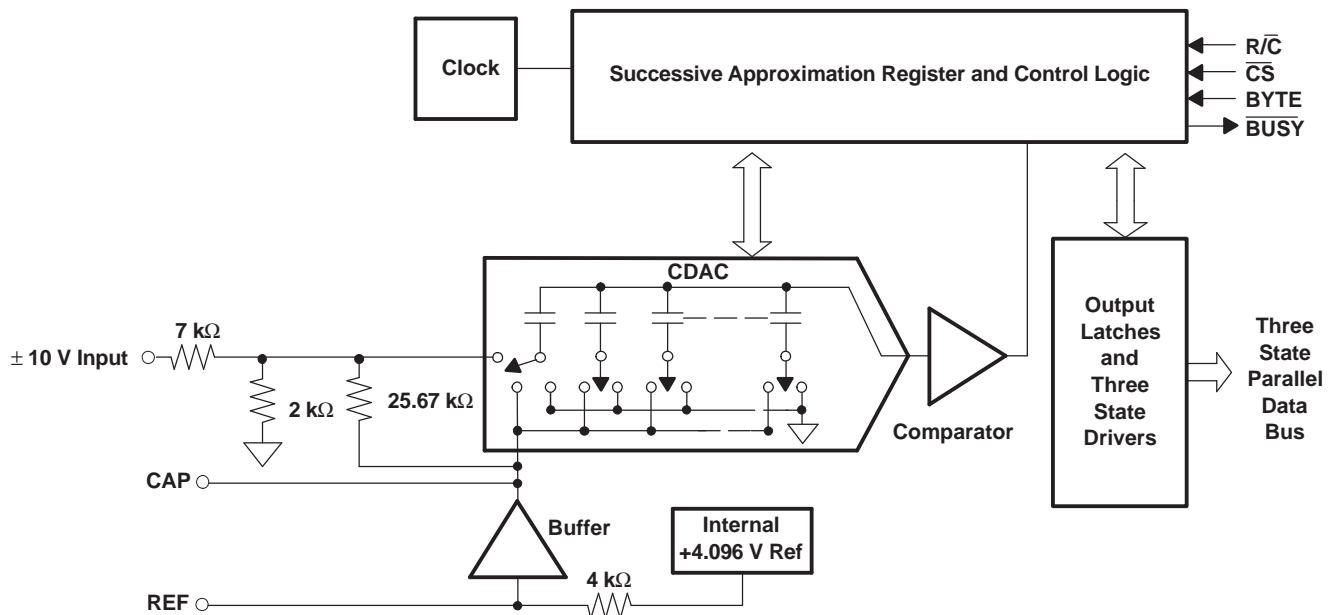 Clock
Successive Approximation Register and Control Logic
R/C̅
C̅S̅
BYTE
B̅U̅S̅Y̅
CDAC
7 kΩ
± 10 V Input
2 kΩ
25.67 kΩ
Comparator
Output
Latches
and
Three
State
Drivers
Three
State
Parallel
Data
Bus
CAP
Buffer
Internal
+4.096 V Ref
4 kΩ
REF